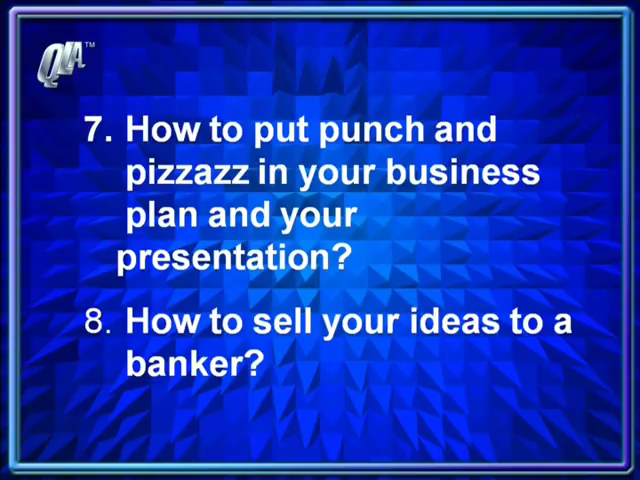 QLA™
7. How to put punch and
pizzazz in your business
plan and your
presentation?
8. How to sell your ideas to a
banker?